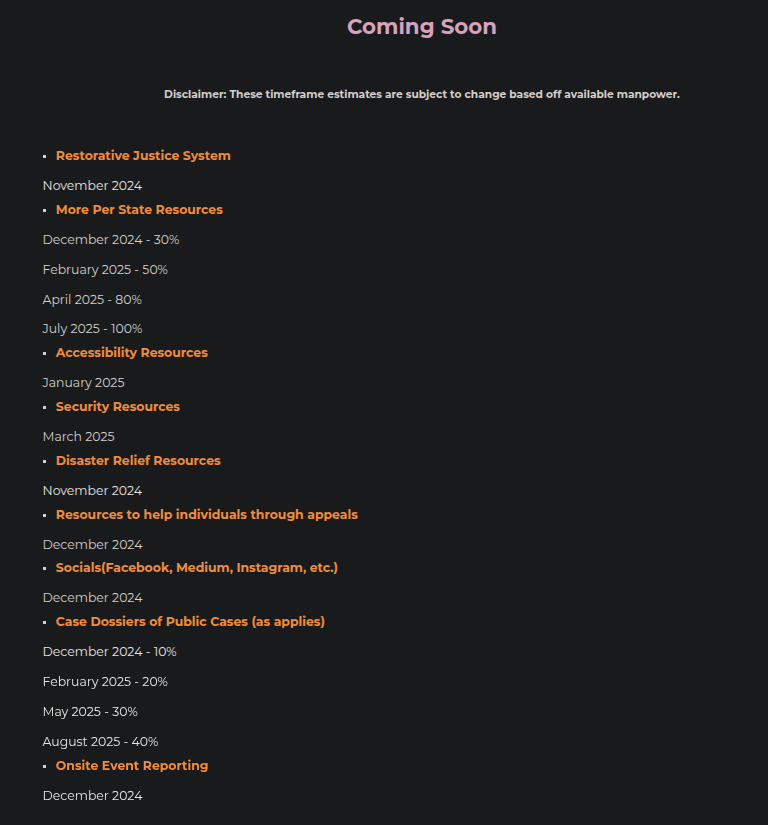 Coming Soon
Disclaimer: These timeframe estimates are subject to change based off available manpower.
▪ Restorative Justice System
November 2024
▪ More Per State Resources
December 2024 - 30%
February 2025 - 50%
April 2025 - 80%
July 2025 - 100%
▪ Accessibility Resources
January 2025
▪ Security Resources
March 2025
▪ Disaster Relief Resources
November 2024
▪ Resources to help individuals through appeals
December 2024
▪ Socials(Facebook, Medium, Instagram, etc.)
December 2024
▪ Case Dossiers of Public Cases (as applies)
December 2024 - 10%
February 2025 - 20%
May 2025 - 30%
August 2025 - 40%
▪ Onsite Event Reporting
December 2024